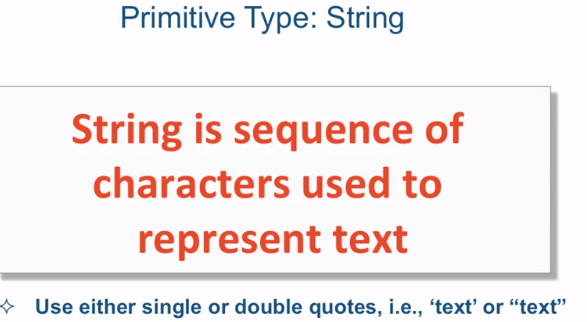 Primitive Type: String
String is sequence of
characters used to
represent text
✧ Use either single or double quotes, i.e., ‘text’ or “text”